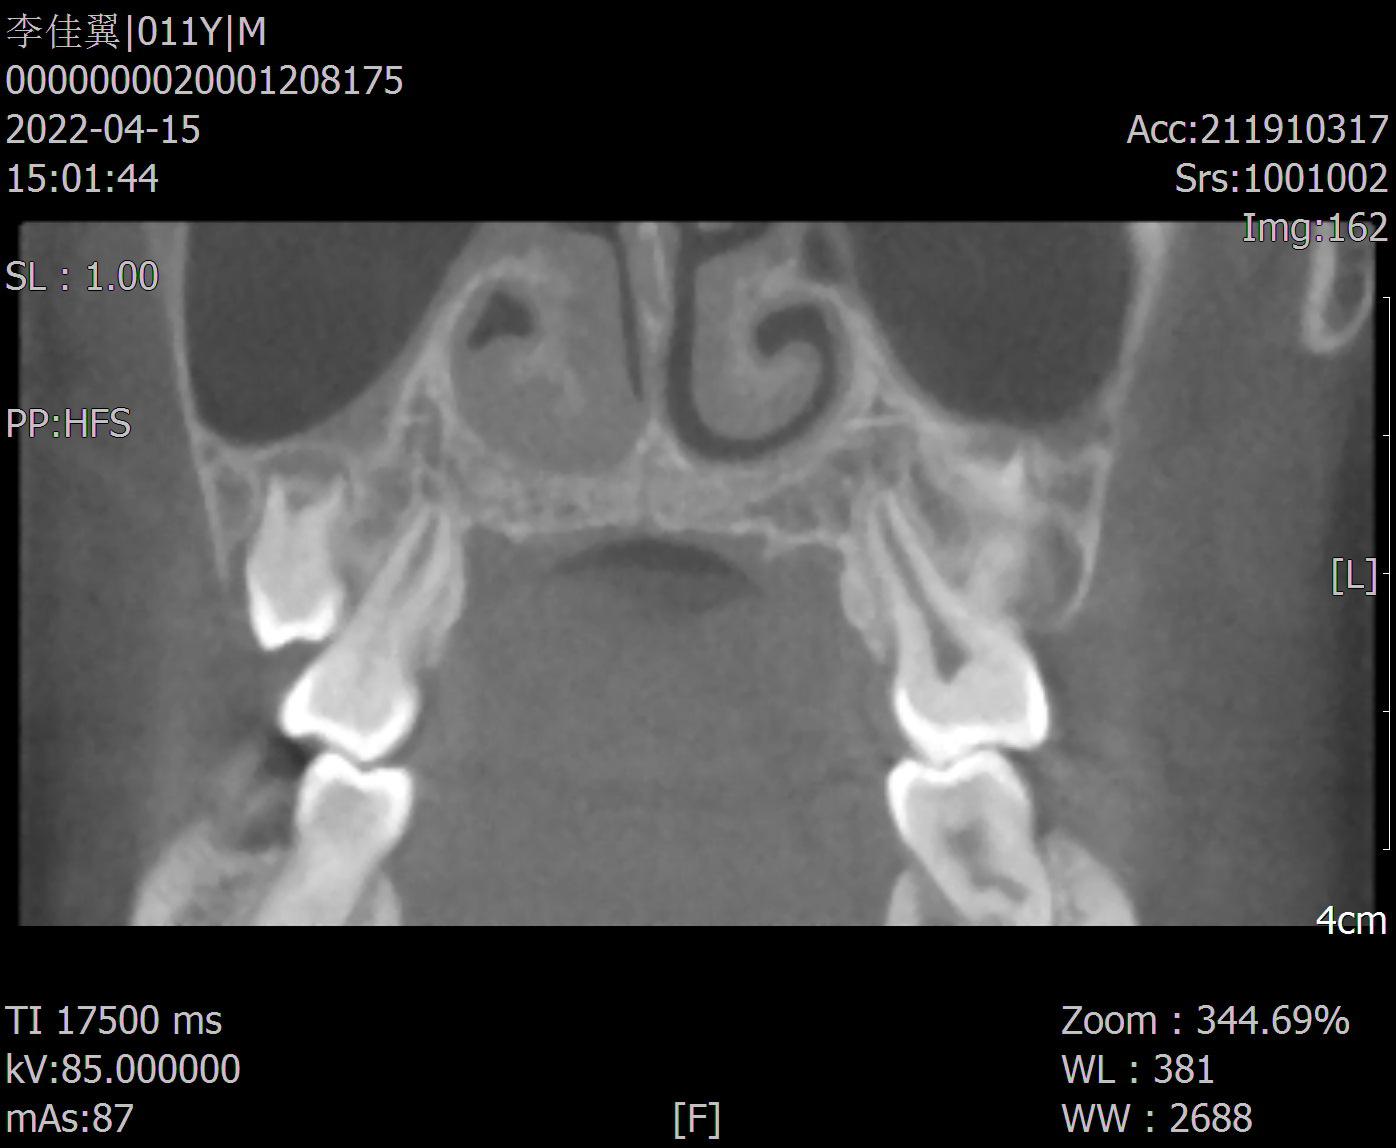 李佳翼|011Y|M
0000000020001208175
2022-04-15
15:01:44
Acc:211910317
Srs:1001002
Img:162
SL : 1.00
PP:HFS
[L]
4cm
TI 17500 ms
kV:85.000000
mAs:87
[F]
Zoom : 344.69%
WL : 381
WW : 2688